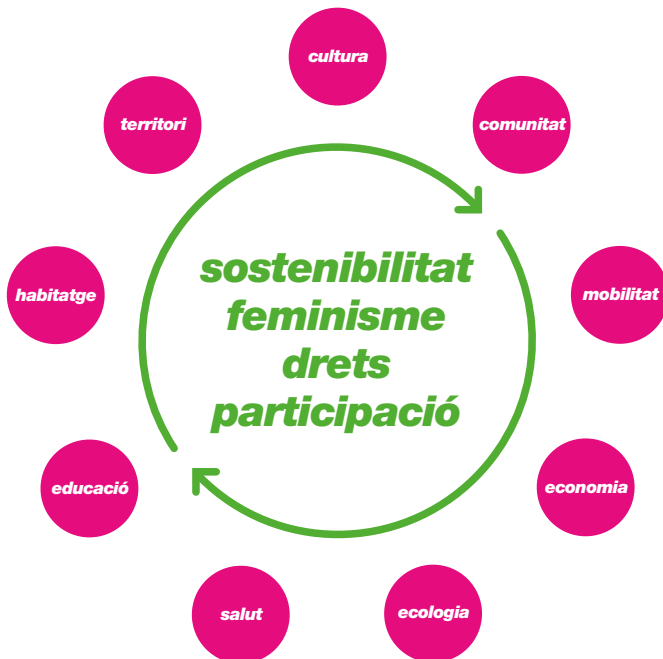 cultura
territori
comunitat
sostenibilitat
feminisme
drets
participació
habitatge
mobilitat
educació
economia
salut
ecologia